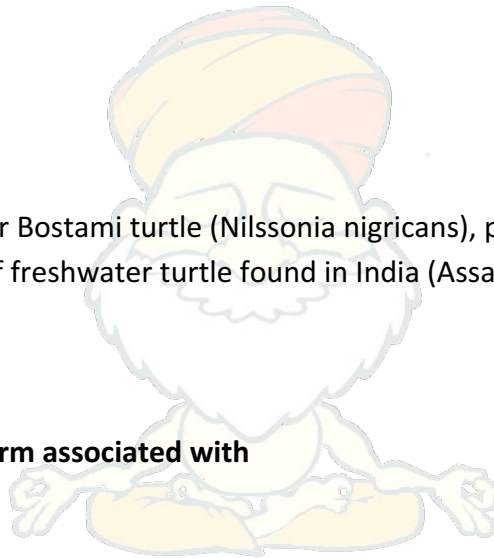 r Bostami turtle (Nilssonia nigricans), p
f freshwater turtle found in India (Assa
rm associated with